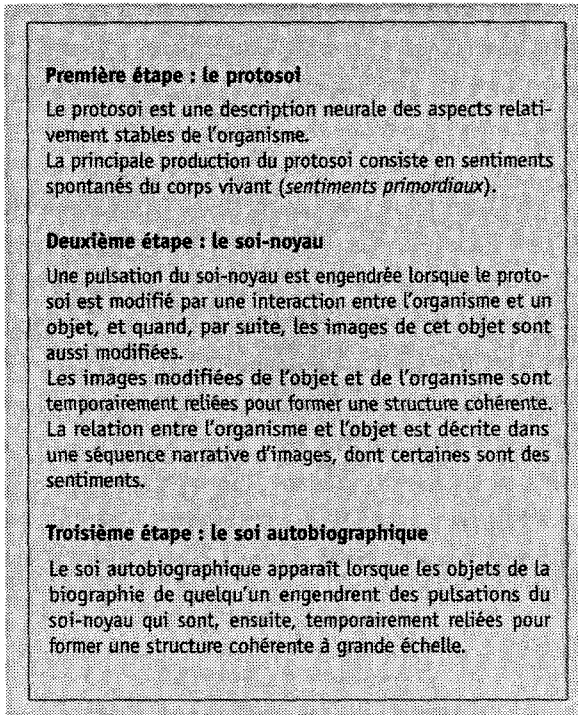 Première étape : le protosoi
Le protosoi est une description neurale des aspects relati-
vement stables de l'organisme.
La principale production du protosoi consiste en sentiments
spontanés du corps vivant (sentiments primordiaux).
Deuxième étape : le soi-noyau
Une pulsation du soi-noyau est engendrée lorsque le proto-
soi est modifié par une interaction entre l'organisme et un
objet, et quand, par suite, les images de cet objet sont
aussi modifiées.
Les images modifiées de l'objet et de l'organisme sont
temporairement reliées pour former une structure cohérente.
La relation entre l'organisme et l'objet est décrite dans
une séquence narrative d'images, dont certaines sont des
sentiments.
Troisième étape : le soi autobiographique
Le soi autobiographique apparaît lorsque les objets de la
biographie de quelqu'un engendrent des pulsations du
soi-noyau qui sont, ensuite, temporairement reliées pour
former une structure cohérente à grande échelle.